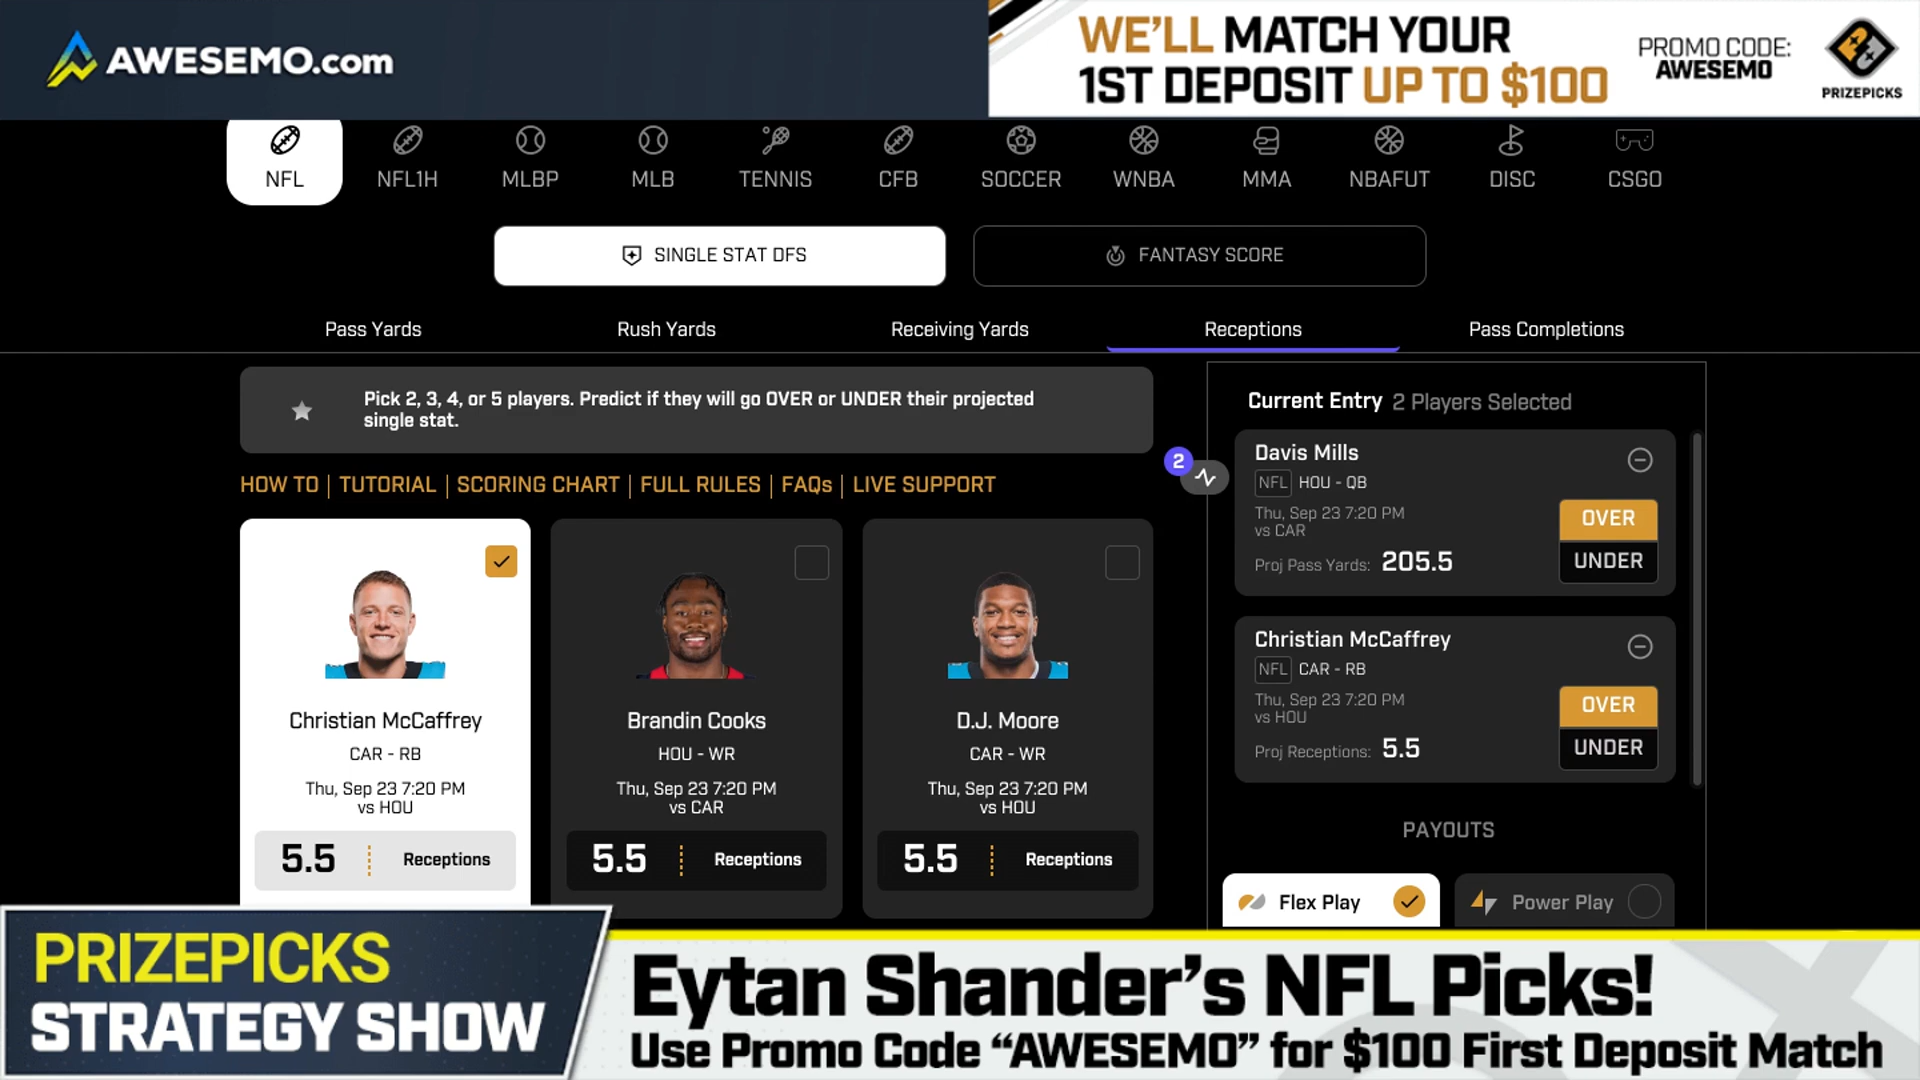 AWESEMO.com
WE'LL MATCH YOUR
1ST DEPOSIT UP TO $100
PROMO CODE:
AWESEMO
PRIZEPICKS
NFL
NFL1H
MLBP
MLB
TENNIS
CFB
SOCCER
WNBA
MMA
NBAFUT
DISC
CSGO
SINGLE STAT DFS
FANTASY SCORE
Pass Yards
Rush Yards
Receiving Yards
Receptions
Pass Completions
Pick 2, 3, 4, or 5 players. Predict if they will go OVER or UNDER their projected
single stat.
HOW TO | TUTORIAL | SCORING CHART | FULL RULES | FAQs | LIVE SUPPORT
Christian McCaffrey
CAR - RB
Thu, Sep 23 7:20 PM
vs HOU
5.5 Receptions
Brandin Cooks
HOU - WR
Thu, Sep 23 7:20 PM
vs CAR
5.5 Receptions
D.J. Moore
CAR - WR
Thu, Sep 23 7:20 PM
vs HOU
5.5 Receptions
2
Current Entry 2 Players Selected
Davis Mills
NFL HOU - QB
Thu, Sep 23 7:20 PM
vs CAR
Proj Pass Yards: 205.5
OVER
UNDER
Christian McCaffrey
NFL CAR - RB
Thu, Sep 23 7:20 PM
vs HOU
Proj Receptions: 5.5
OVER
UNDER
PAYOUTS
Flex Play
Power Play
PRIZEPICKS
STRATEGY SHOW
Eytan Shander's NFL Picks!
Use Promo Code “AWESEMO” for $100 First Deposit Match